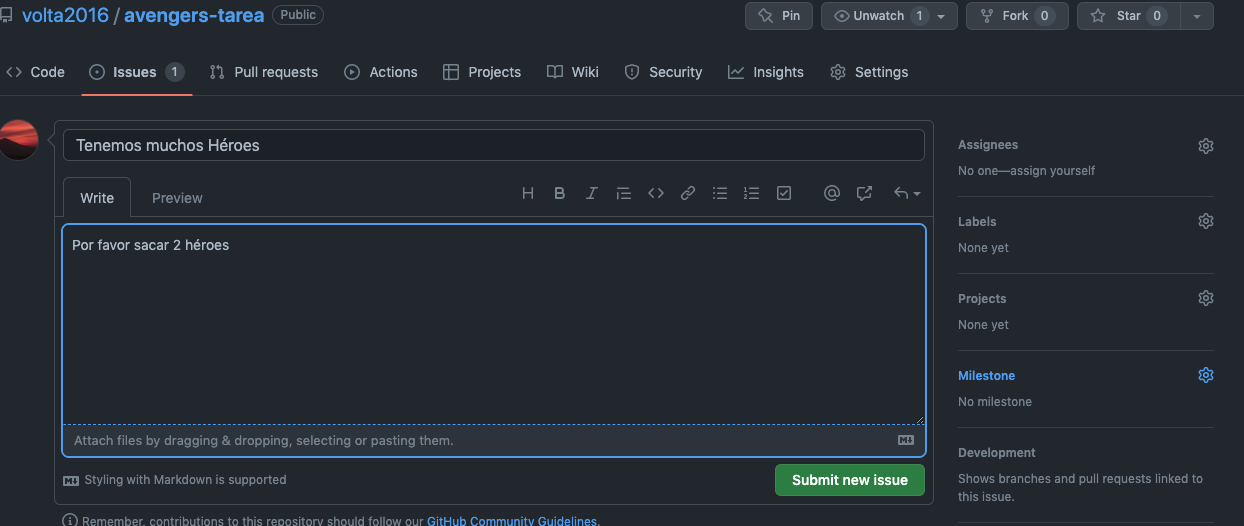 volta2016 / avengers-tarea Public
Pin Unwatch 1 Fork 0 Star 0
Code Issues 1 Pull requests Actions Projects Wiki Security Insights Settings
Tenemos muchos Héroes
Write Preview
Por favor sacar 2 héroes
Attach files by dragging & dropping, selecting or pasting them.
Styling with Markdown is supported
Submit new issue
Remember, contributions to this repository should follow our GitHub Community Guidelines.
Assignees
No one—assign yourself
Labels
None yet
Projects
None yet
Milestone
No milestone
Development
Shows branches and pull requests linked to
this issue.